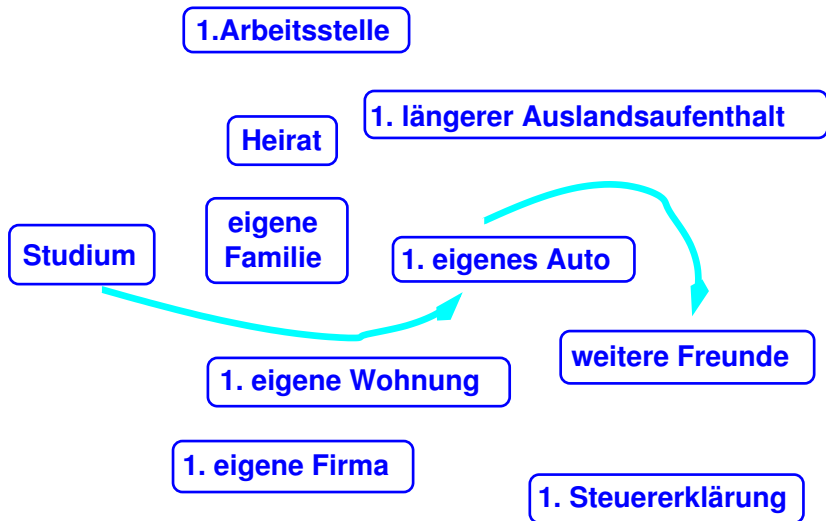 1.Arbeitsstelle
1. längerer Auslandsaufenthalt
Heirat
eigene
Familie
Studium
1. eigenes Auto
weitere Freunde
1. eigene Wohnung
1. eigene Firma
1. Steuererklärung